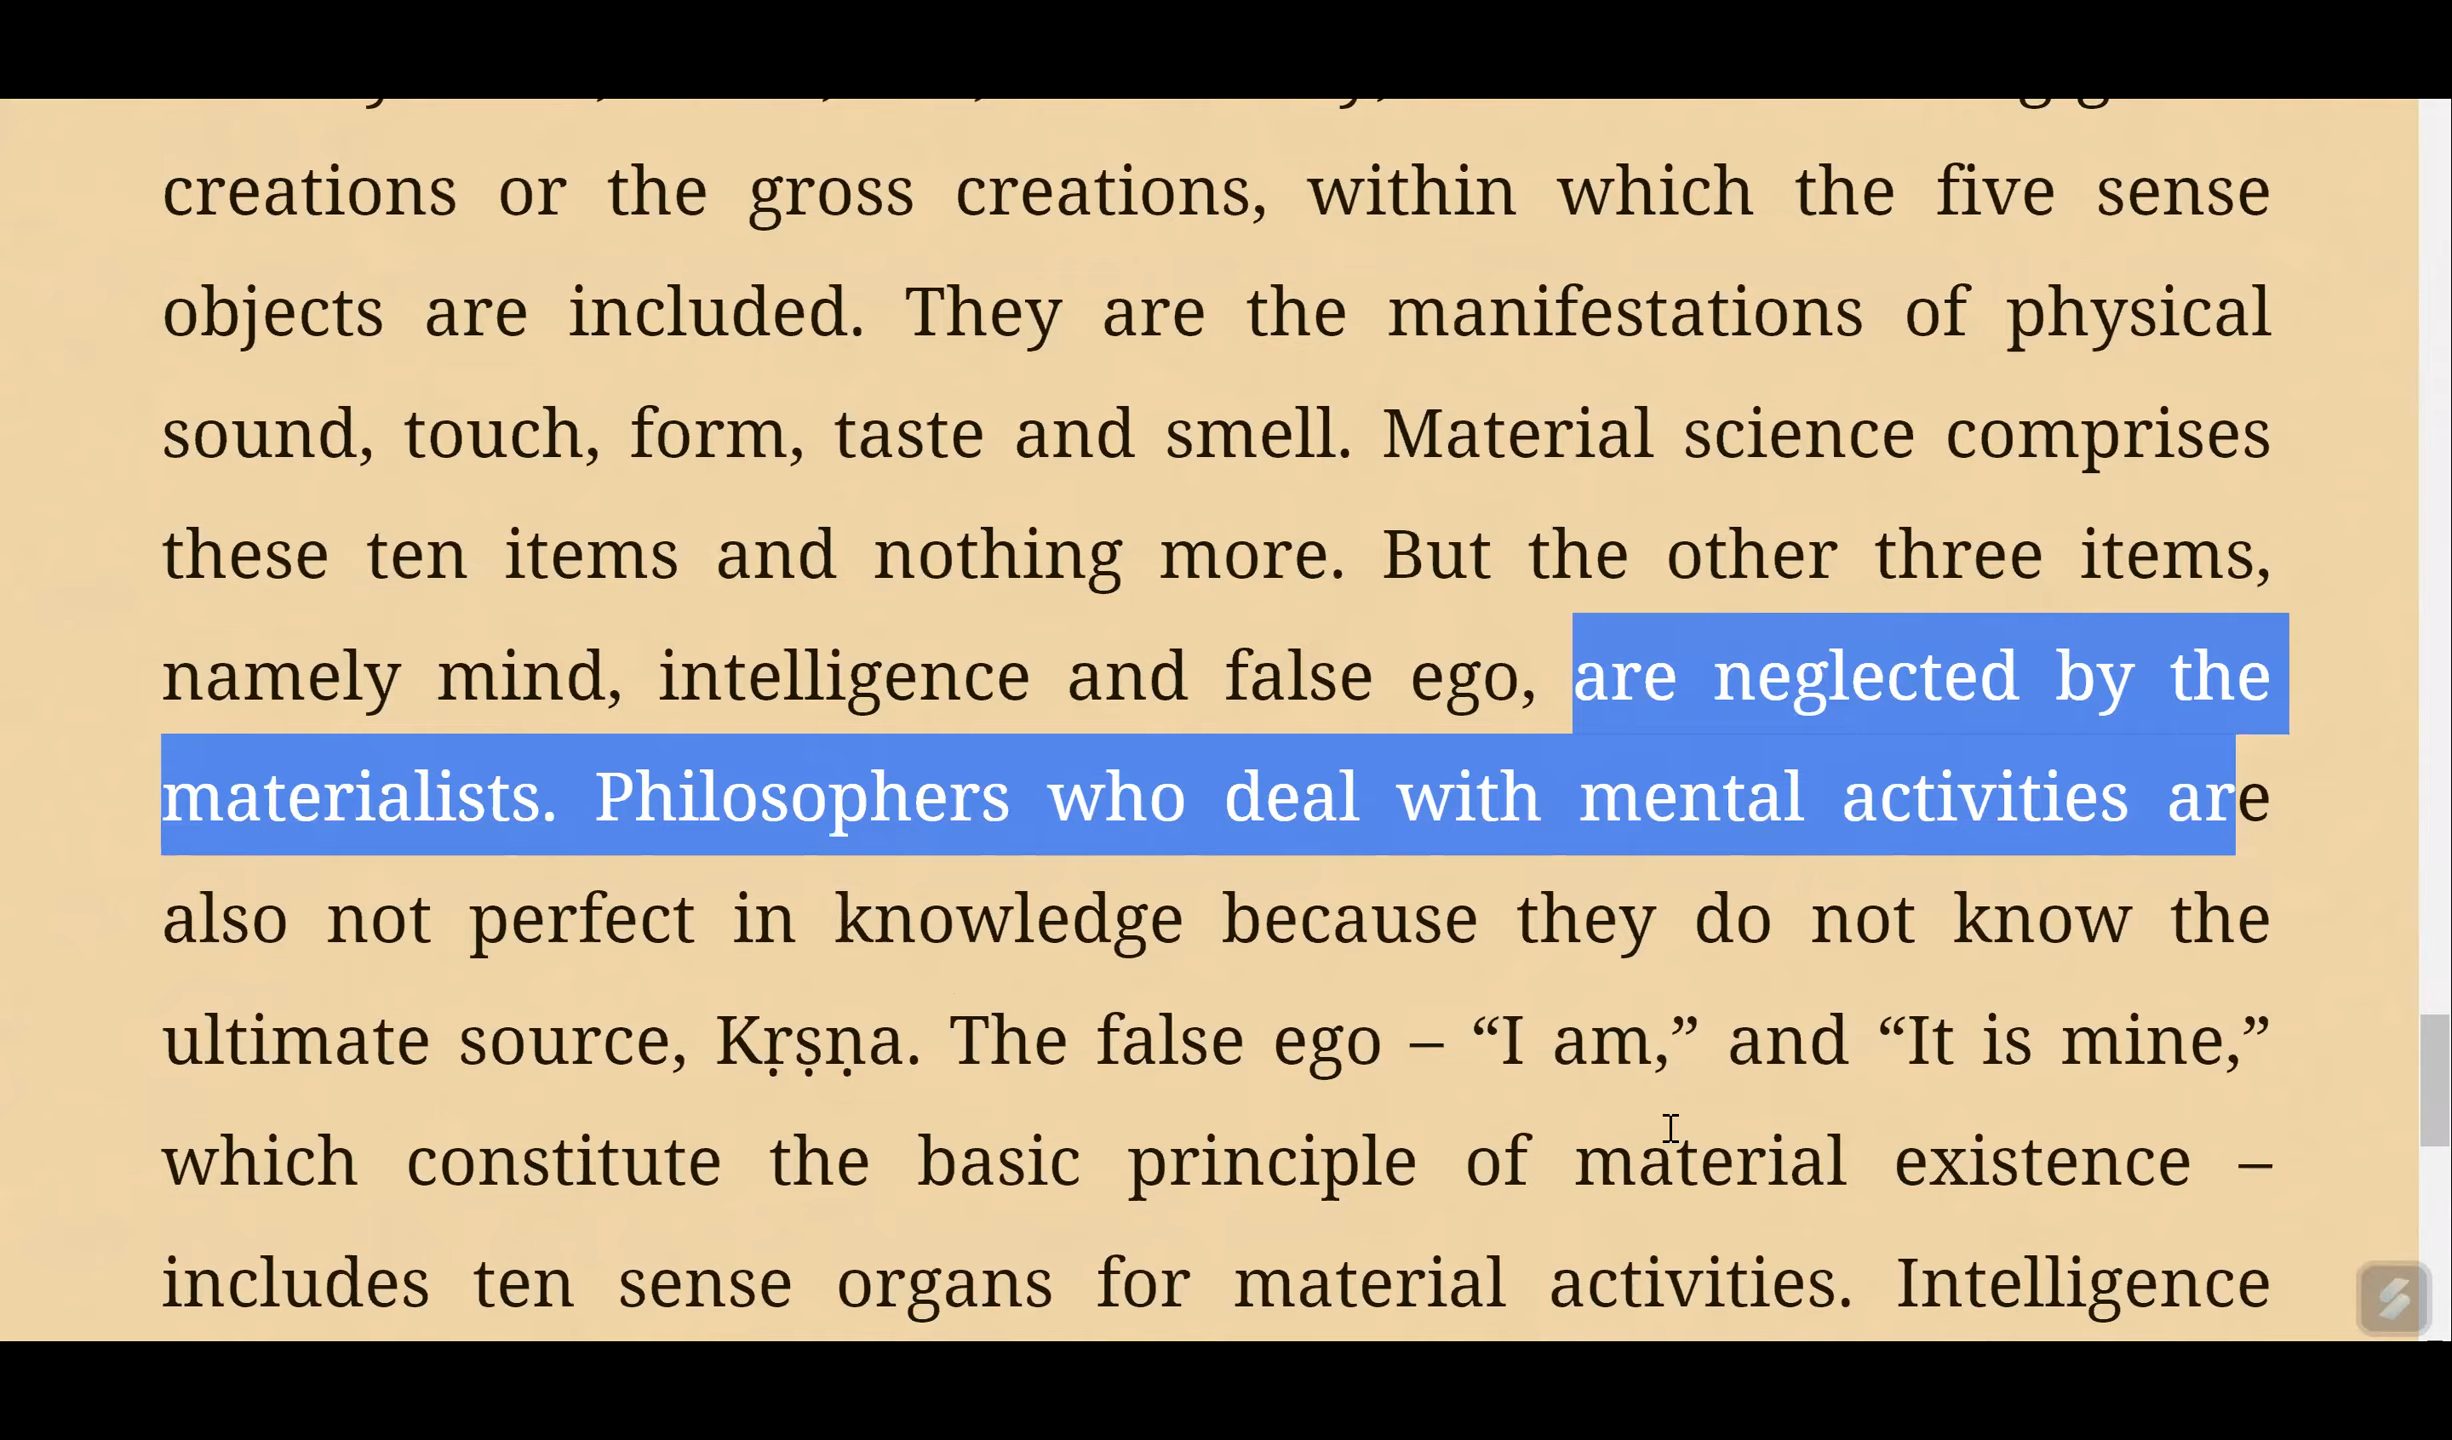 creations or the gross creations, within which the five sense
objects are included. They are the manifestations of physical
sound, touch, form, taste and smell. Material science comprises
these ten items and nothing more. But the other three items,
namely mind, intelligence and false ego, are neglected by the
materialists. Philosophers who deal with mental activities are
also not perfect in knowledge because they do not know the
ultimate source, Kṛṣṇa. The false ego – “I am,” and “It is mine,”
which constitute the basic principle of material existence –
includes ten sense organs for material activities. Intelligence